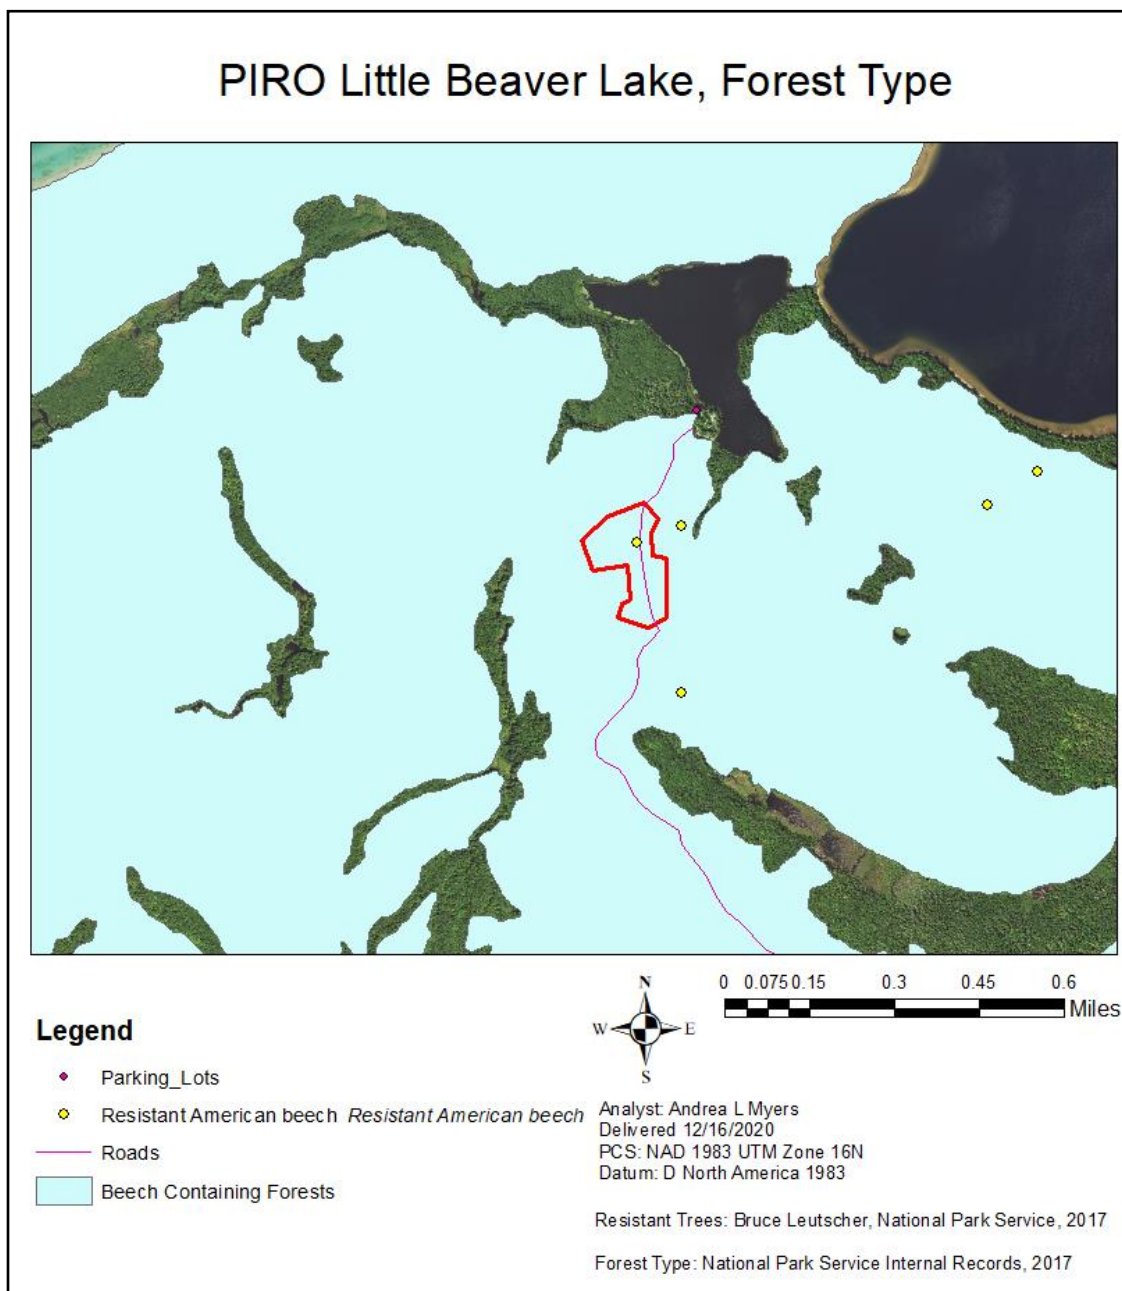 PIRO Little Beaver Lake, Forest Type
N
W E
S
0 0.075 0.15 0.3 0.45 0.6
Miles
Legend
Parking_Lots
Resistant American beech Resistant American beech
Roads
Beech Containing Forests
Analyst: Andrea L Myers
Delivered 12/16/2020
PCS: NAD 1983 UTM Zone 16N
Datum: D North America 1983
Resistant Trees: Bruce Leutscher, National Park Service, 2017
Forest Type: National Park Service Internal Records, 2017